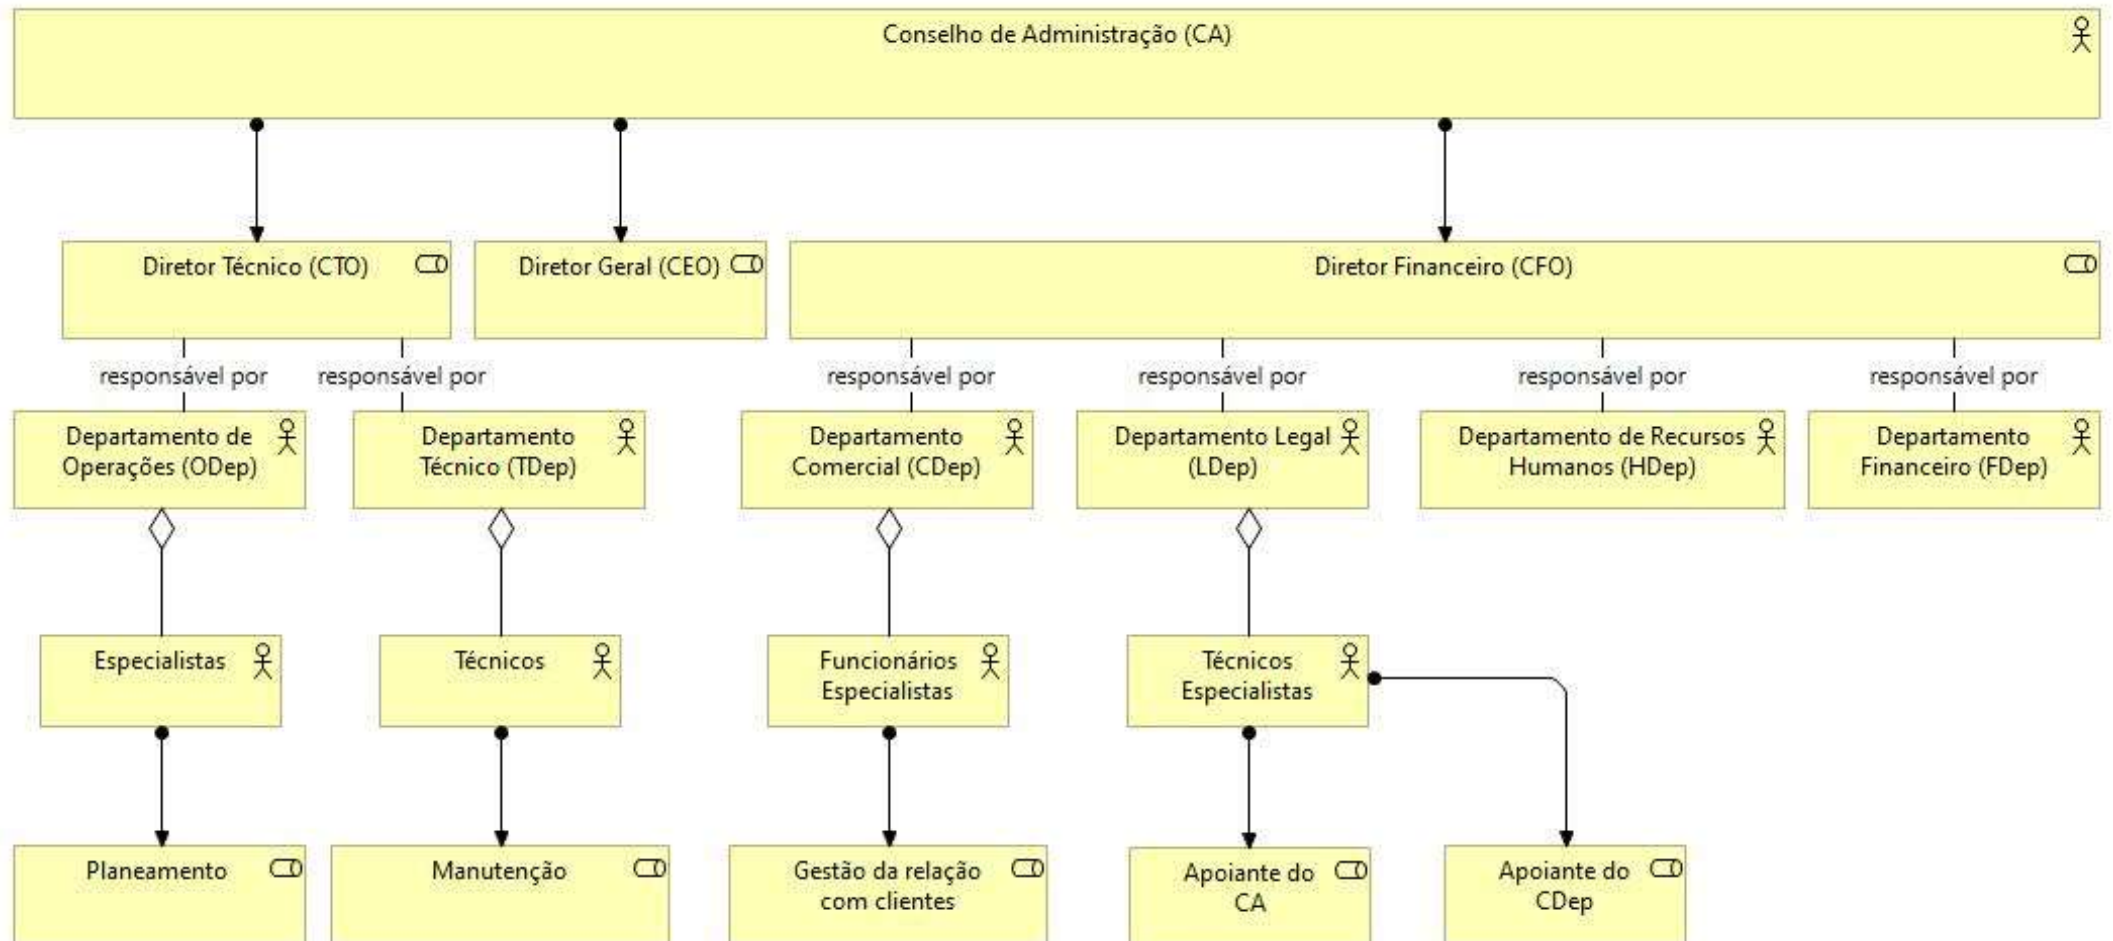 Conselho de Administração (CA)
Diretor Técnico (CTO)
Diretor Geral (CEO)
Diretor Financeiro (CFO)
responsável por
responsável por
responsável por
responsável por
responsável por
responsável por
Departamento de
Operações (ODep)
Departamento
Técnico (TDep)
Departamento
Comercial (CDep)
Departamento Legal
(LDep)
Departamento de Recursos
Humanos (HDep)
Departamento
Financeiro (FDep)
Especialistas
Técnicos
Funcionários
Especialistas
Técnicos
Especialistas
Planeamento
Manutenção
Gestão da relação
com clientes
Apoiante do
CA
Apoiante do
CDep